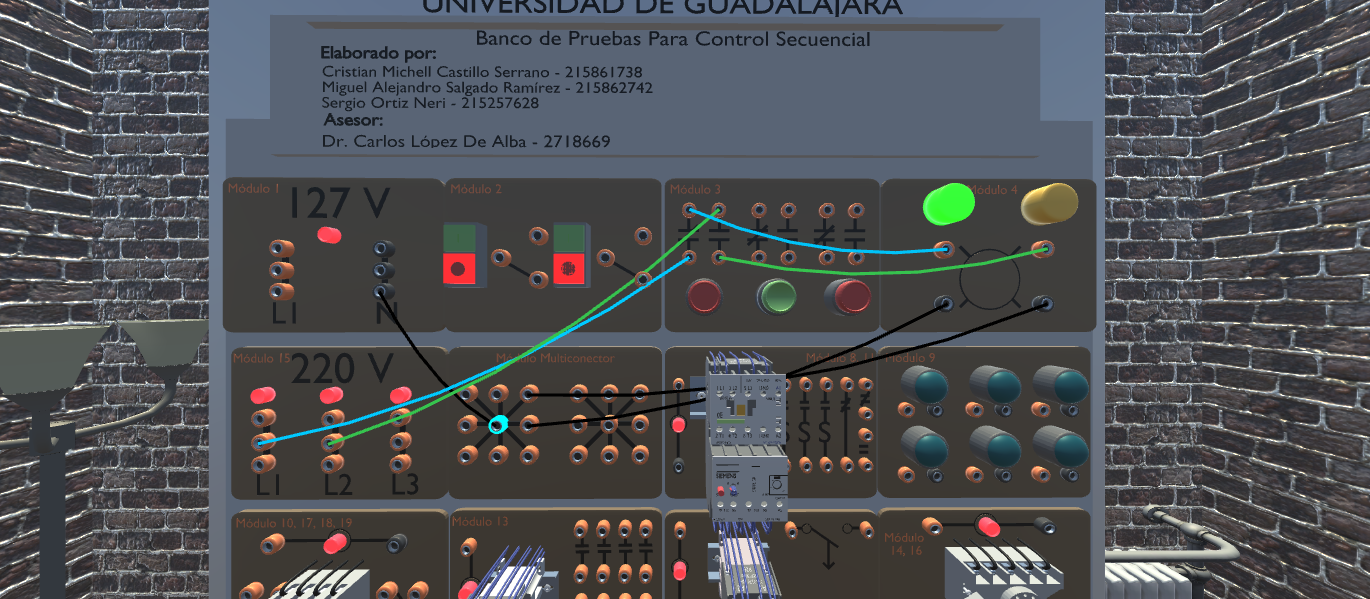 UNIVERSIDAD DE GUADALAJARA
Banco de Pruebas Para Control Secuencial
Elaborado por:
Cristian Michell Castillo Serrano - 215861738
Miguel Alejandro Salgado Ramírez - 215862742
Sergio Ortiz Neri - 215257628
Asesor:
Dr. Carlos López De Alba - 2718669
Módulo 1
Módulo 2
Módulo 3
Módulo 4
127 V
L1
N
Módulo 15
Módulo Multiconector
Módulo 8, 1
Módulo 9
220 V
L1
L2
L3
SIEMENS
Módulo 10, 17, 18, 19
Módulo 13
Módulo
14, 16